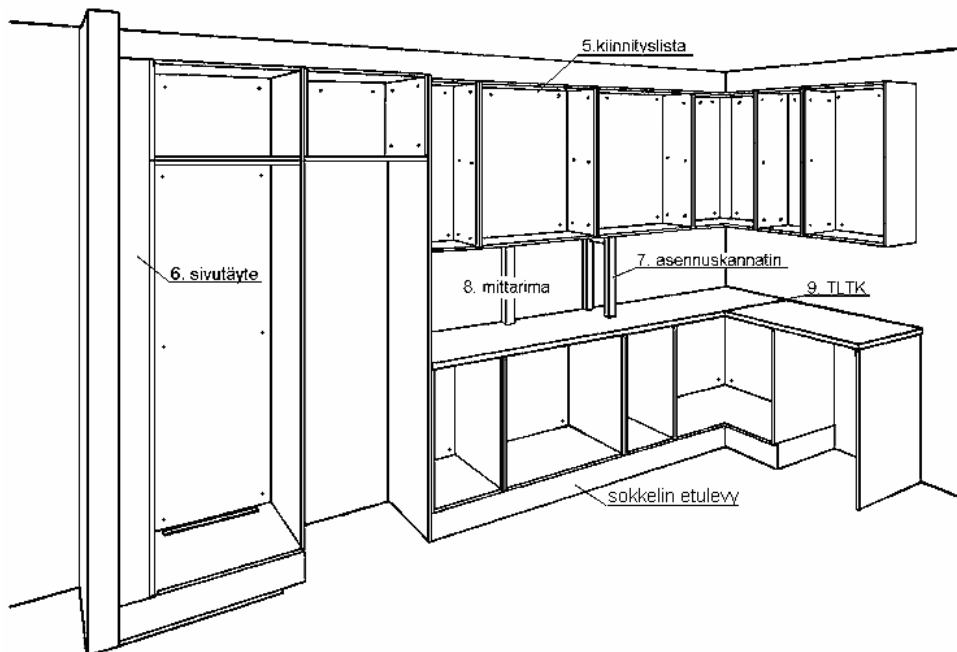 5.kiinnityslista
6. sivutäyte
7. asennuskannatin
8. mittarima
9. TLTK
sokkelin etulevy